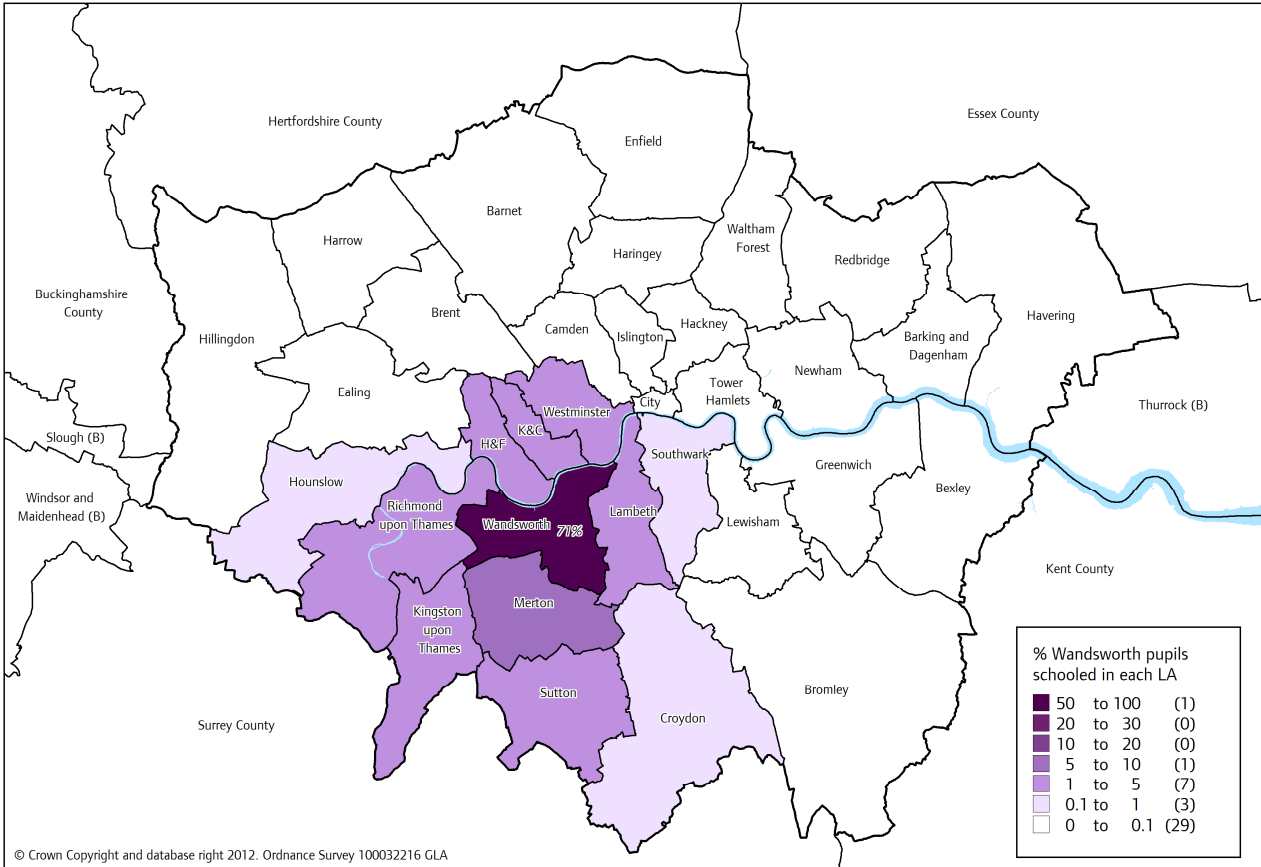 Hertfordshire County
Essex County
Enfield
Barnet
Harrow
Waltham
Forest
Haringey
Redbridge
Buckinghamshire
County
Brent
Hillingdon
Camden
Islington
Hackney
Havering
Barking and
Dagenham
Ealing
Newham
Tower
Hamlets
City
Westminster
Thurrock (B)
K&C
H&F
Slough (B)
Southwark
Greenwich
Hounslow
Bexley
Windsor and
Maidenhead (B)
Richmond
upon Thames
Wandsworth 71%
Lambeth
Lewisham
Kent County
Merton
Kingston
upon
Thames
Sutton
Bromley
Croydon
Surrey County
% Wandsworth pupils
schooled in each LA
50 to 100 (1)
20 to 30 (0)
10 to 20 (0)
5 to 10 (1)
1 to 5 (7)
0.1 to 1 (3)
0 to 0.1 (29)
© Crown Copyright and database right 2012. Ordnance Survey 100032216 GLA